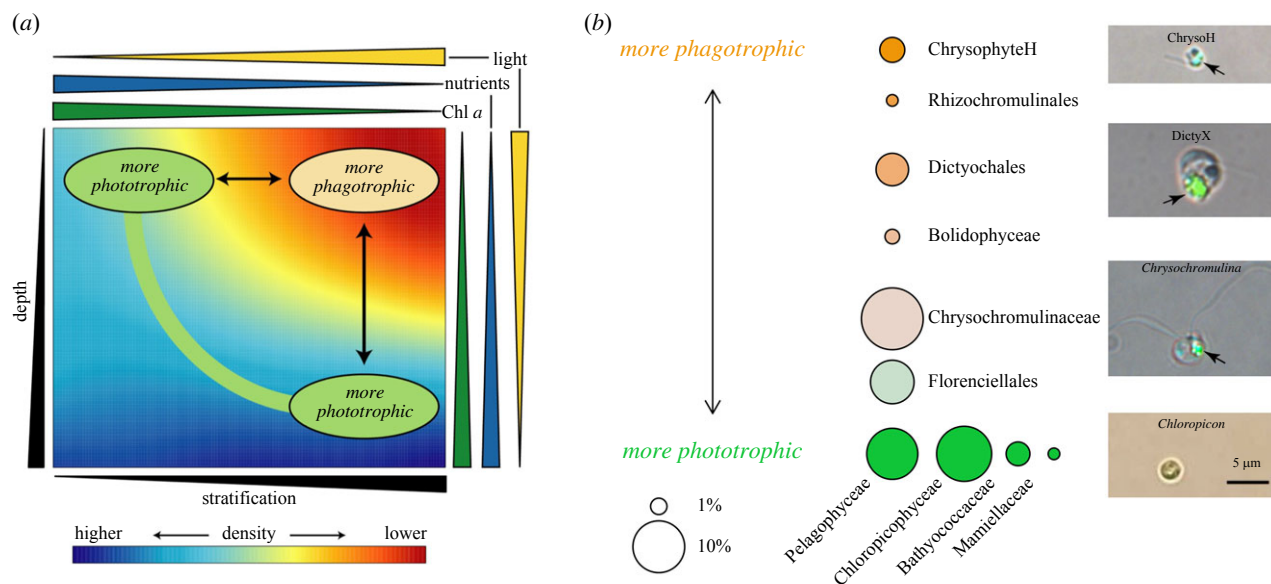 (a)
light
nutrients
Chl a
more
phototrophic
more
phagotrophic
more
phototrophic
depth
stratification
higher density lower
(b)
more phagotrophic
more phototrophic
1%
10%
ChrysophyteH
Rhizochromulinales
Dictyochales
Bolidophyceae
Chrysochromulinaceae
Florenciellales
Pelagophyceae
Chloropicophyceae
Bathyococcaceae
Mamiellaceae
ChrysoH
DictyX
Chrysochromulina
Chloropicon
5 μm